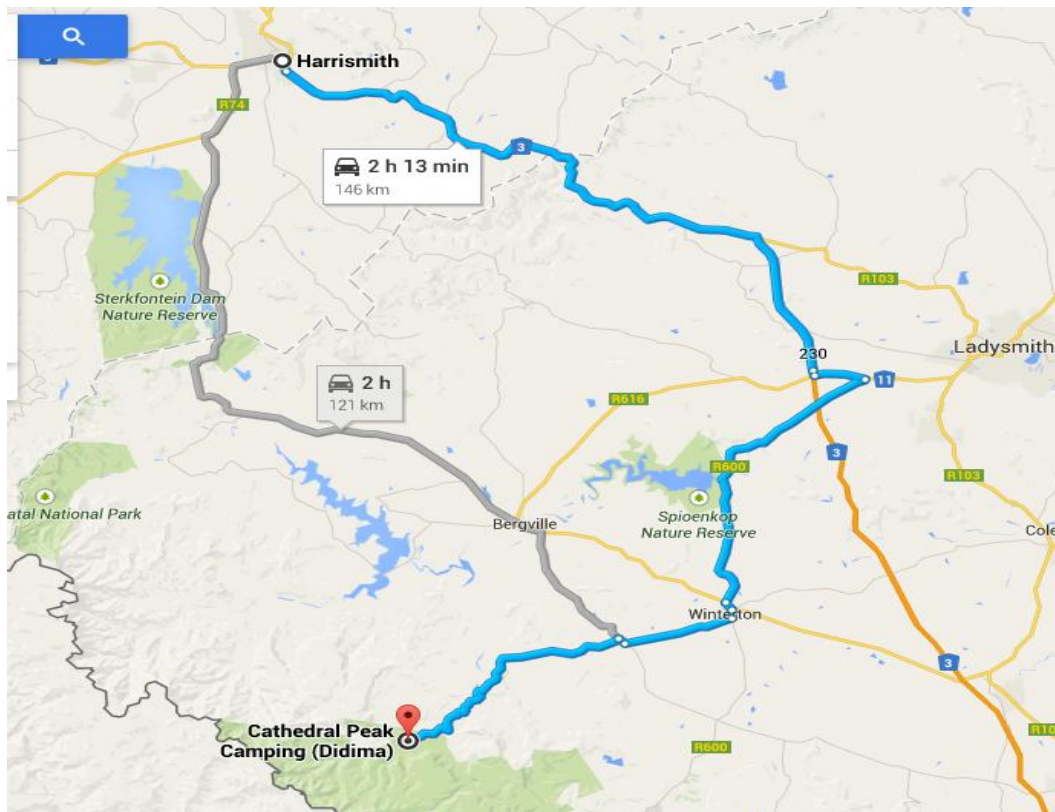 Harrismith
3
R74
3
2 h 13 min
146 km
Sterkfontein Dam
Nature Reserve
R103
230
Ladysmith
11
2 h
121 km
R616
R600
3
R103
atal National Park
Spioenkop
Nature Reserve
Bergville
Cole
Winterton
3
Cathedral Peak
Camping (Didima)
R600
R10